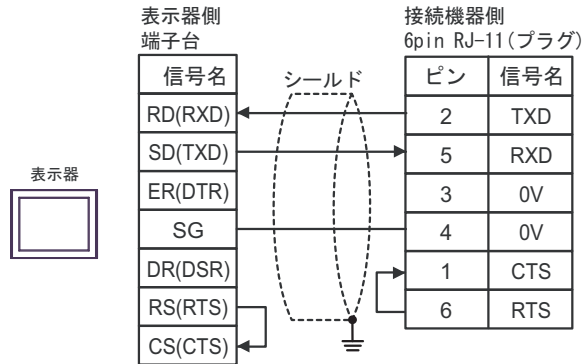 表示器側
端子台
接続機器側
6pin RJ-11(プラグ)
信号名
シールド
ピン 信号名
RD(RXD) 2 TXD
SD(TXD) 5 RXD
表示器
ER(DTR) 3 0V
SG 4 0V
DR(DSR) 1 CTS
RS(RTS) 6 RTS
CS(CTS)